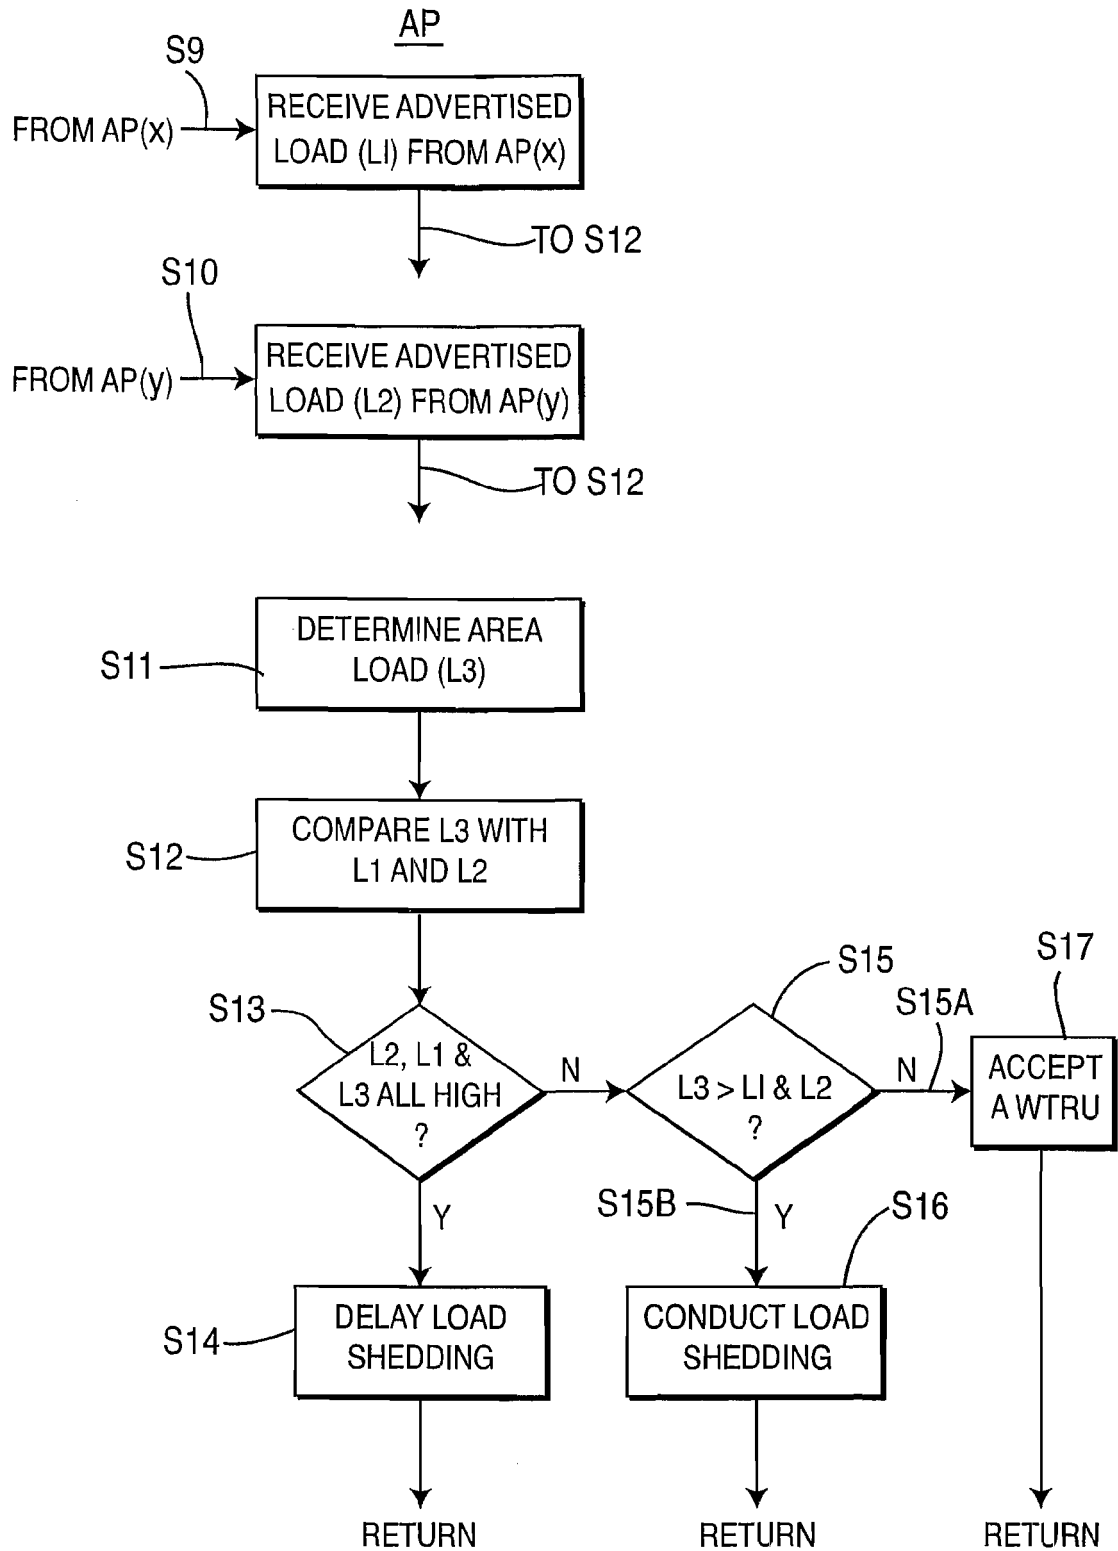 AP
S9
FROM AP(x)
RECEIVE ADVERTISED
LOAD (LI) FROM AP(x)
TO S12
S10
FROM AP(y)
RECEIVE ADVERTISED
LOAD (L2) FROM AP(y)
TO S12
S11
DETERMINE AREA
LOAD (L3)
S12
COMPARE L3 WITH
L1 AND L2
S13
L2, L1 &
L3 ALL HIGH
?
N
S15
L3 > LI & L2
?
S15A
N
S17
ACCEPT
A WTRU
Y
S15B
Y
S16
S14
DELAY LOAD
SHEDDING
CONDUCT LOAD
SHEDDING
RETURN
RETURN
RETURN